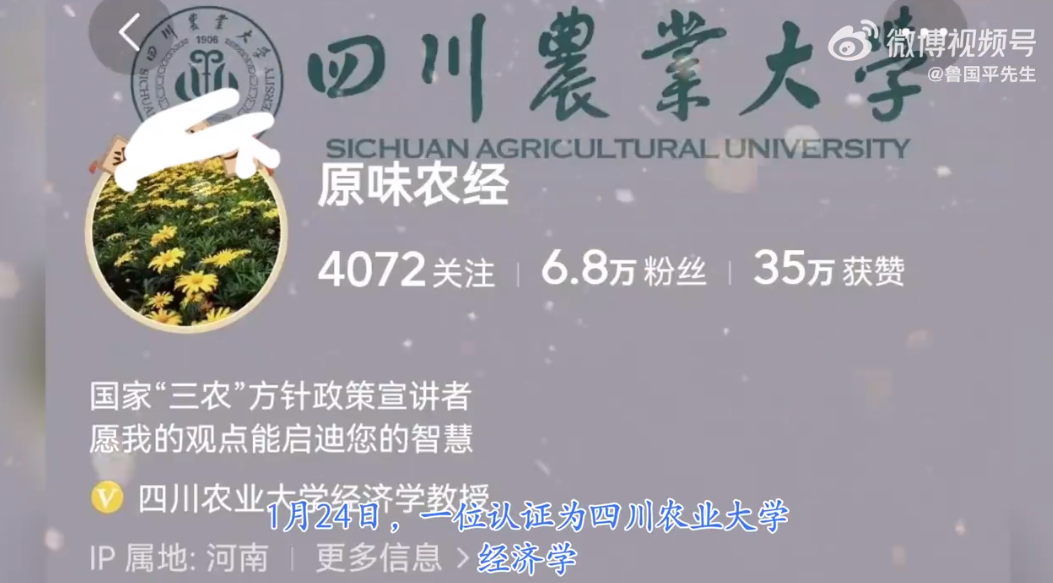 四川農業大学
1906
SICHUAN AGRICULTURAL UNIVERSITY
微博视频号
@鲁国平先生
原味农经
4072关注 | 6.8万粉丝 | 35万获赞
国家“三农”方针政策宣讲者
愿我的观点能启迪您的智慧
V 四川农业大学经济学教授
IP 属地: 河南 | 更多信息 >
1月24日，一位认证为四川农业大学
经济学